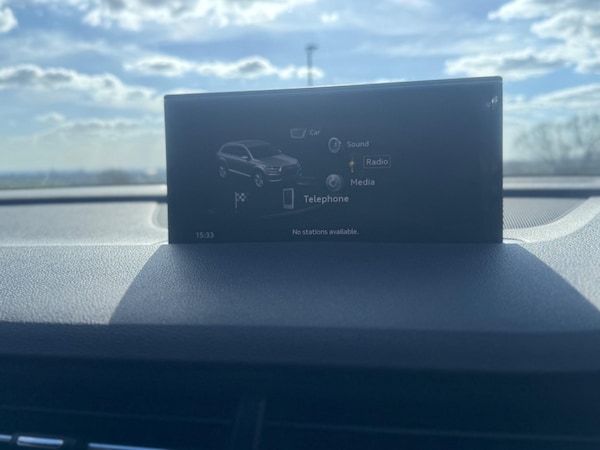 Car
Sound
Radio
Media
Telephone
15:33
No stations available.